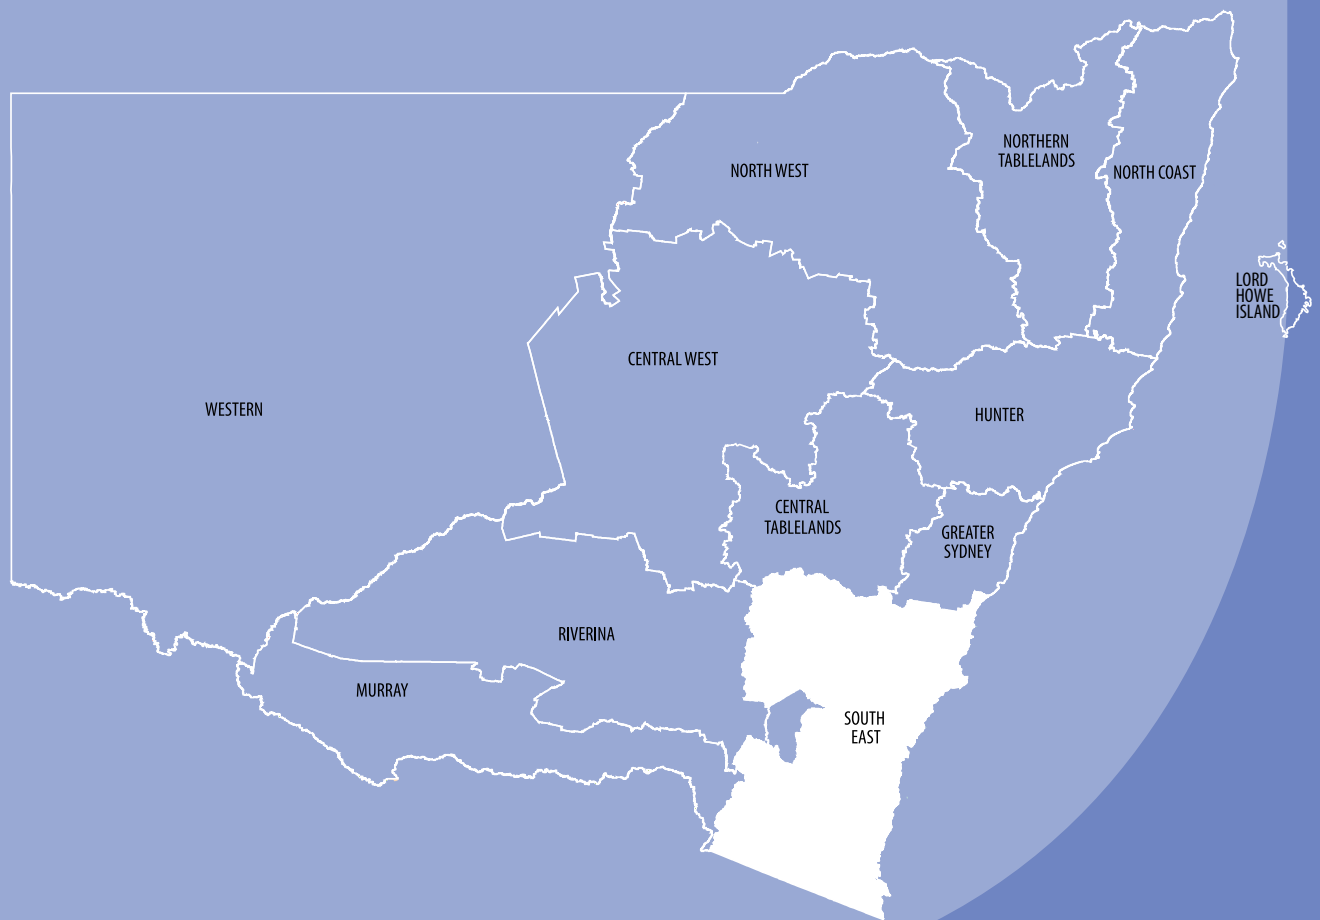 NORTHERN
TABLELANDS
NORTH WEST
NORTH COAST
LORD
HOWE
ISLAND
CENTRAL WEST
WESTERN
HUNTER
CENTRAL
TABLELANDS
GREATER
SYDNEY
RIVERINA
MURRAY
SOUTH
EAST